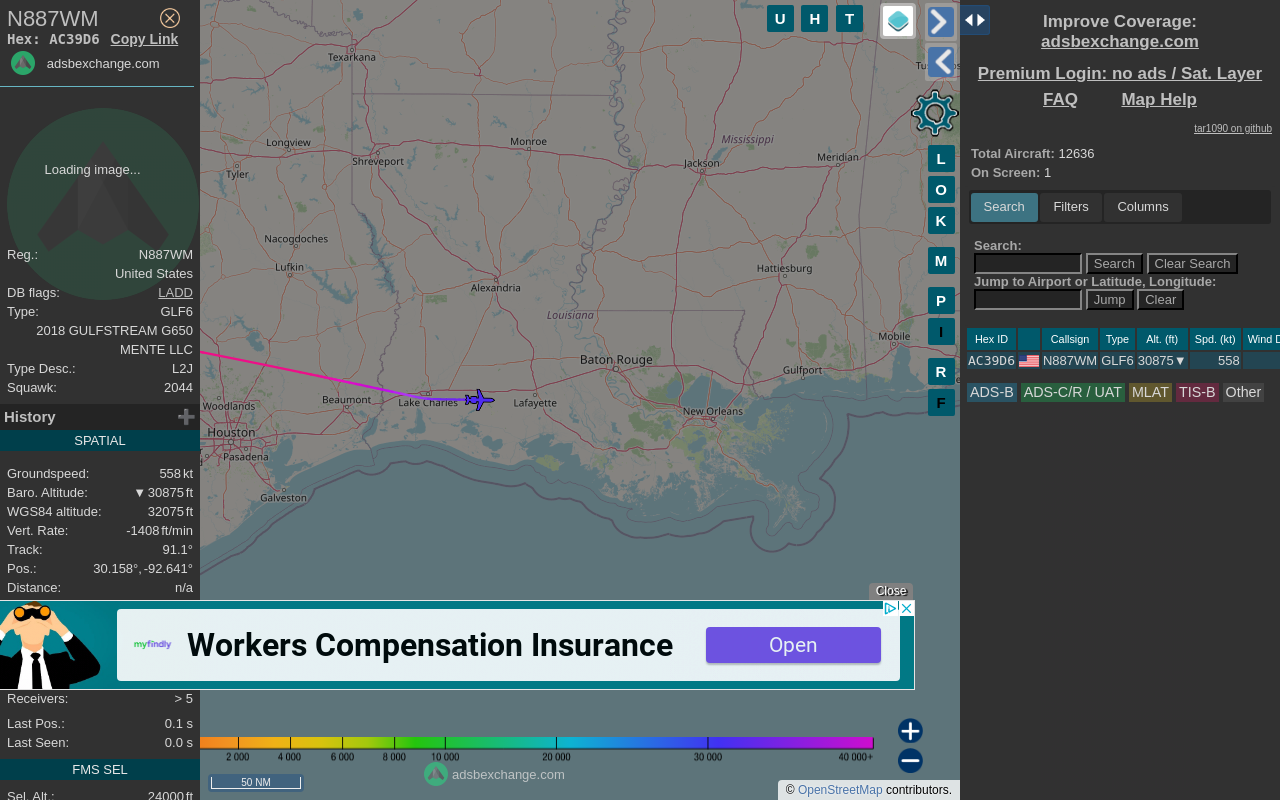 N887WM
Hex: AC39D6 Copy Link
adsbexchange.com
Loading image...
Reg.: N887WM
United States
DB flags: LADD
Type: GLF6
2018 GULFSTREAM G650
MENTE LLC
Type Desc.: L2J
Squawk: 2044
History
SPATIAL
Groundspeed: 558 kt
Baro. Altitude: ▼ 30875 ft
WGS84 altitude: 32075 ft
Vert. Rate: -1408 ft/min
Track: 91.1°
Pos.: 30.158°, -92.641°
Distance: n/a
Receivers: > 5
Last Pos.: 0.1 s
Last Seen: 0.0 s
FMS SEL
Sel. Alt.: 24000 ft
U H T
Texarkana
Longview
Tyler
Shreveport
Monroe
Mississippi
Jackson
Meridian
Nacogdoches
Lufkin
Alexandria
Hattiesburg
Louisiana
Mobile
Baton Rouge
Gulfport
Woodlands
Beaumont
Lake Charles
Lafayette
New Orleans
Houston
Pasadena
Galveston
L
O
K
M
P
I
R
F
Close
myfindly
Workers Compensation Insurance
Open
2 000 4 000 6 000 8 000 10 000 20 000 30 000 40 000+
50 NM
adsbexchange.com
© OpenStreetMap contributors.
Improve Coverage:
adsbexchange.com
Premium Login: no ads / Sat. Layer
FAQ Map Help
tar1090 on github
Total Aircraft: 12636
On Screen: 1
Search Filters Columns
Search:
Search Clear Search
Jump to Airport or Latitude, Longitude:
Jump Clear
Hex ID Callsign Type Alt. (ft) Spd. (kt) Wind D
AC39D6 N887WM GLF6 30875▼ 558
ADS-B ADS-C/R / UAT MLAT TIS-B Other